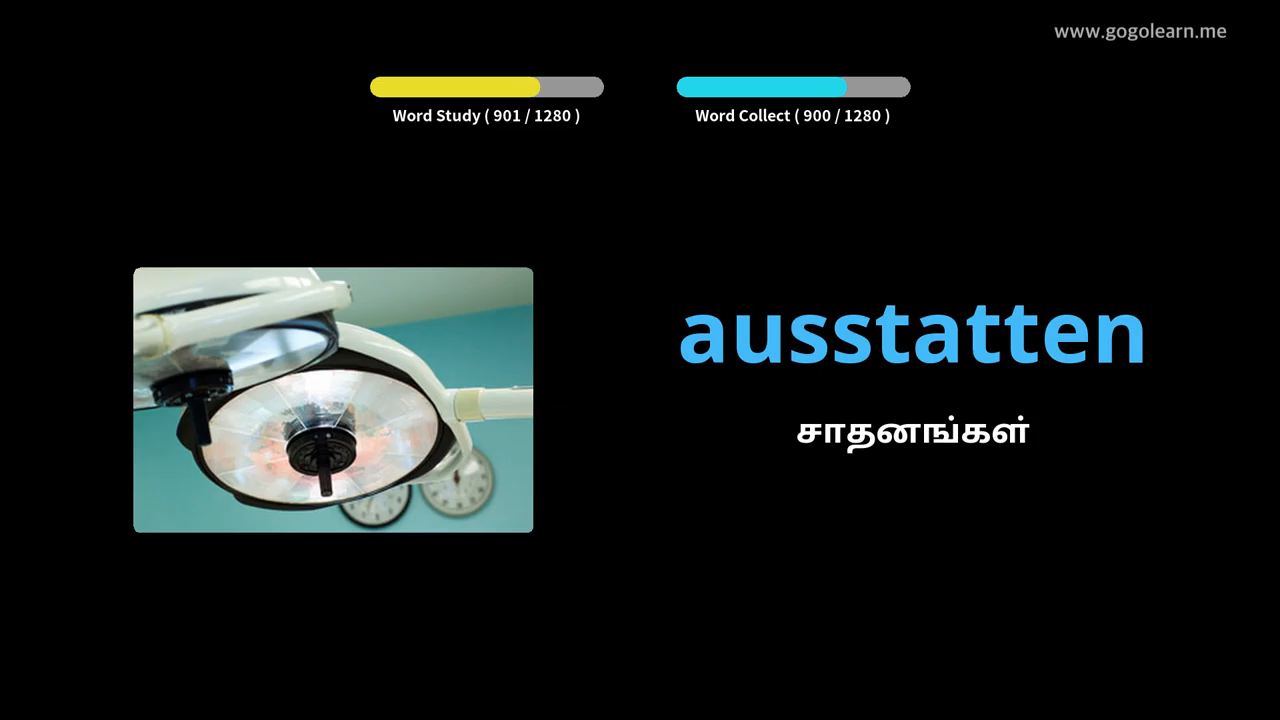 www.gogolearn.me
Word Study ( 901 / 1280 )
Word Collect ( 900 / 1280 )
ausstatten
சாதனங்கள்